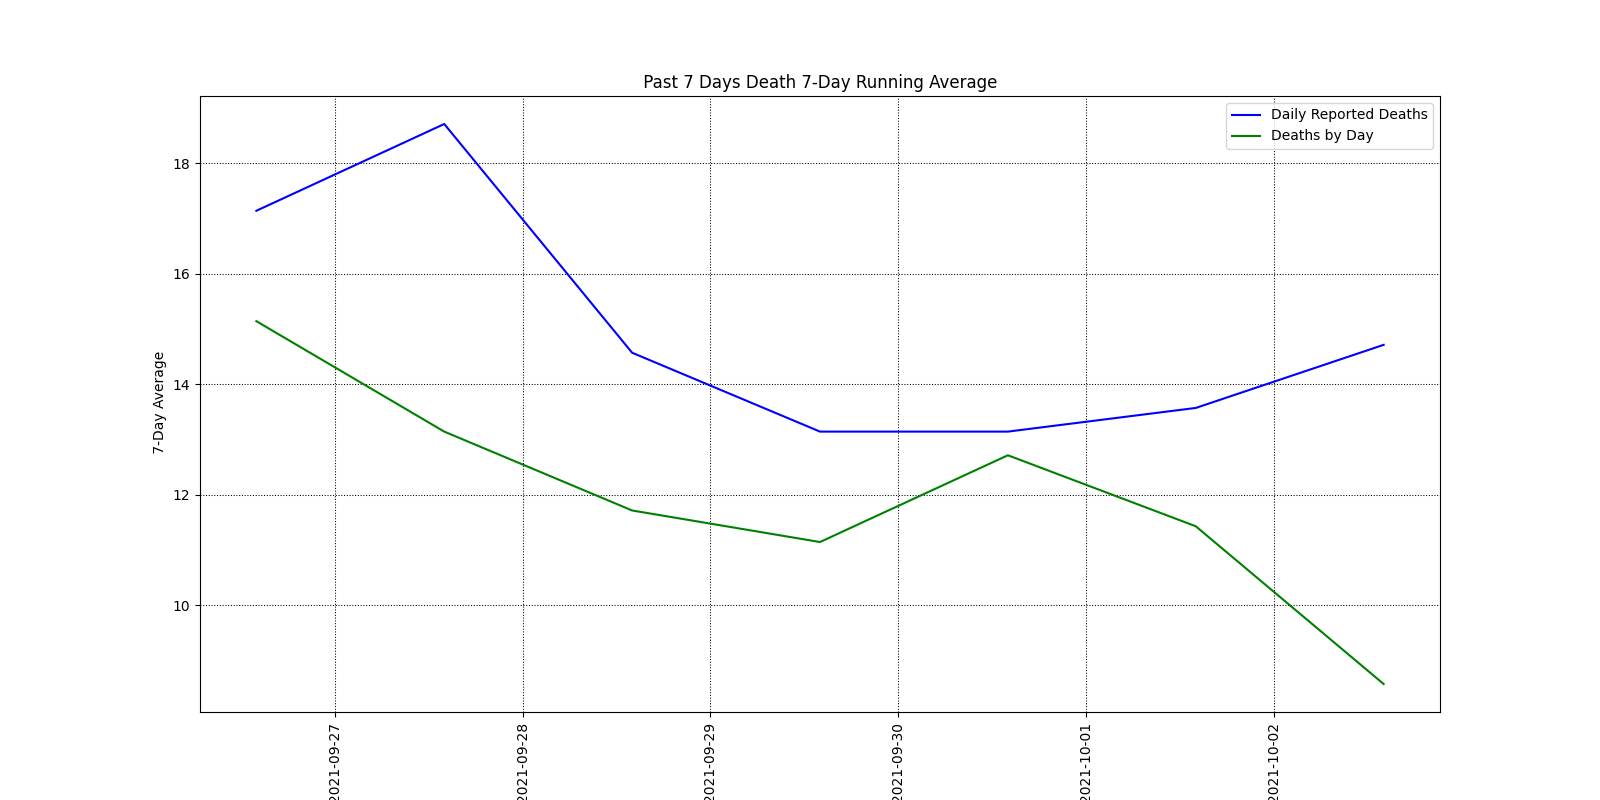 Past 7 Days Death 7-Day Running Average
Daily Reported Deaths
Deaths by Day
18
16
14
12
10
7-Day Average
2021-09-27
2021-09-28
2021-09-29
2021-09-30
2021-10-01
2021-10-02